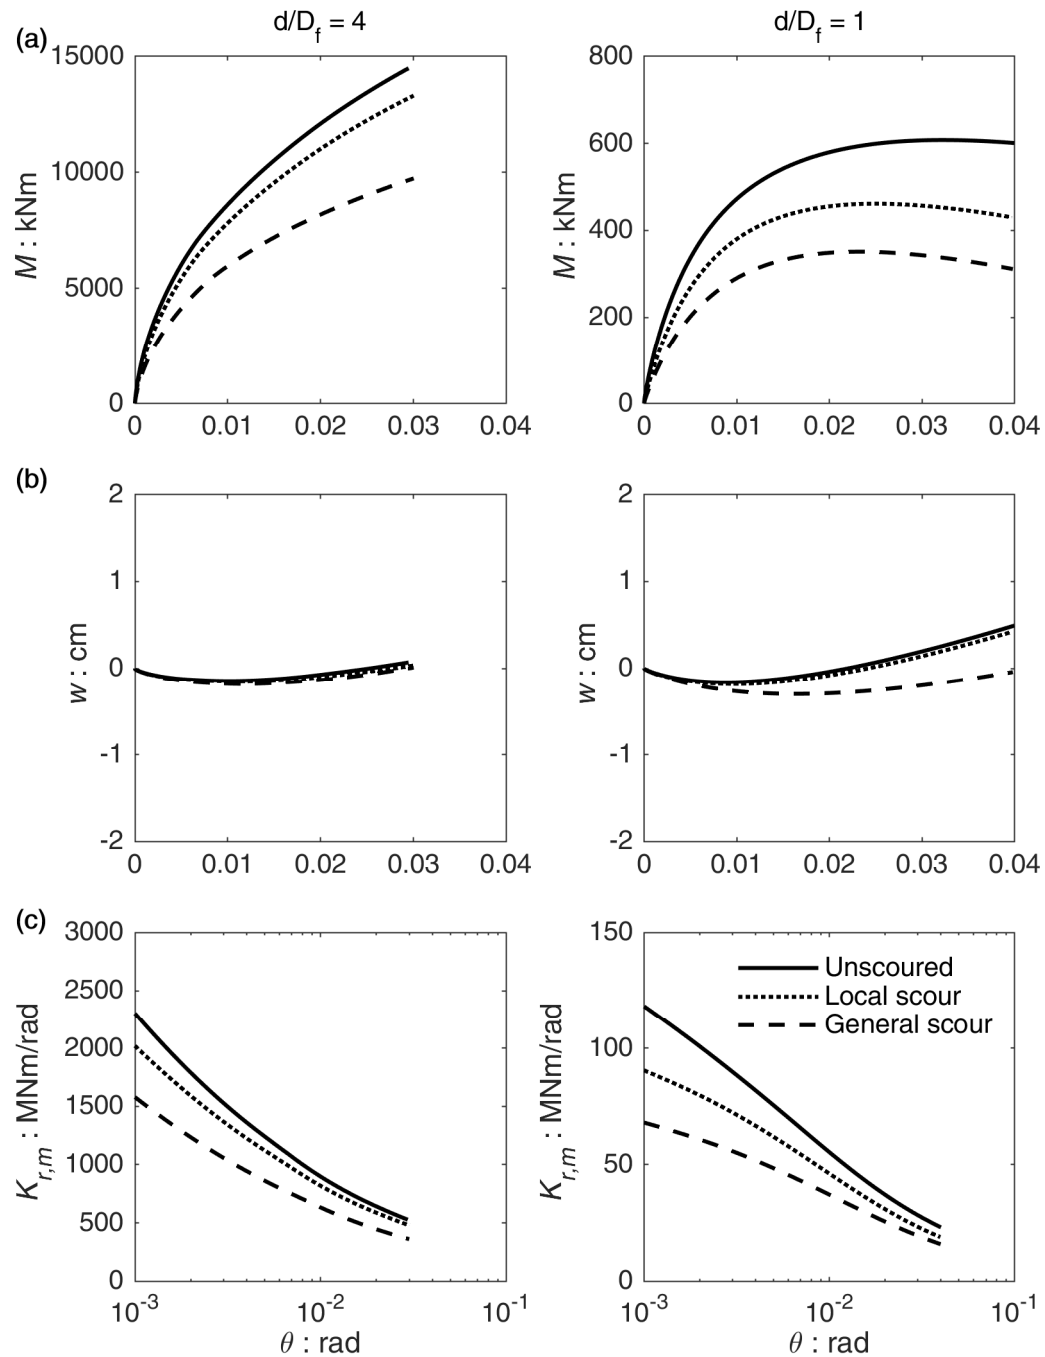 d/Df = 4
d/Df = 1
(a)
15000
10000
5000
0
M : kNm
0 0.01 0.02 0.03 0.04
800
600
400
200
0
M : kNm
0 0.01 0.02 0.03 0.04
(b)
2
1
0
-1
-2
w : cm
0 0.01 0.02 0.03 0.04
2
1
0
-1
-2
w : cm
0 0.01 0.02 0.03 0.04
(c)
3000
2500
2000
1500
1000
500
0
Kr,m : MNm/rad
10-3 10-2 10-1
θ : rad
150
100
50
0
Kr,m : MNm/rad
Unscoured
Local scour
General scour
10-3 10-2 10-1
θ : rad